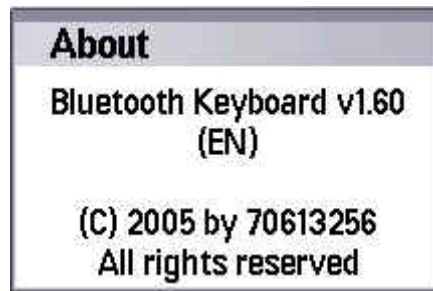 About
Bluetooth Keyboard v1.60
(EN)
(C) 2005 by 70613256
All rights reserved